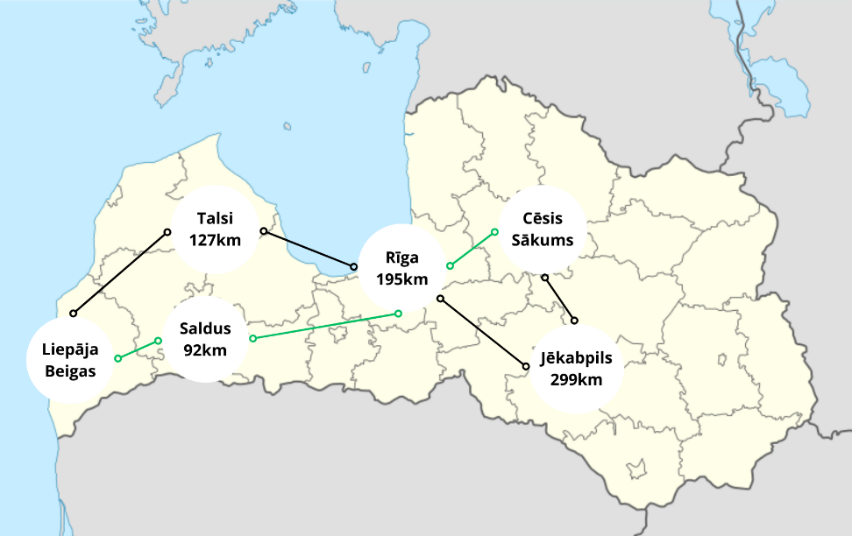 Talsi
127km
Cēsis
Sākums
Rīga
195km
Saldus
92km
Liepāja
Beigas
Jēkabpils
299km